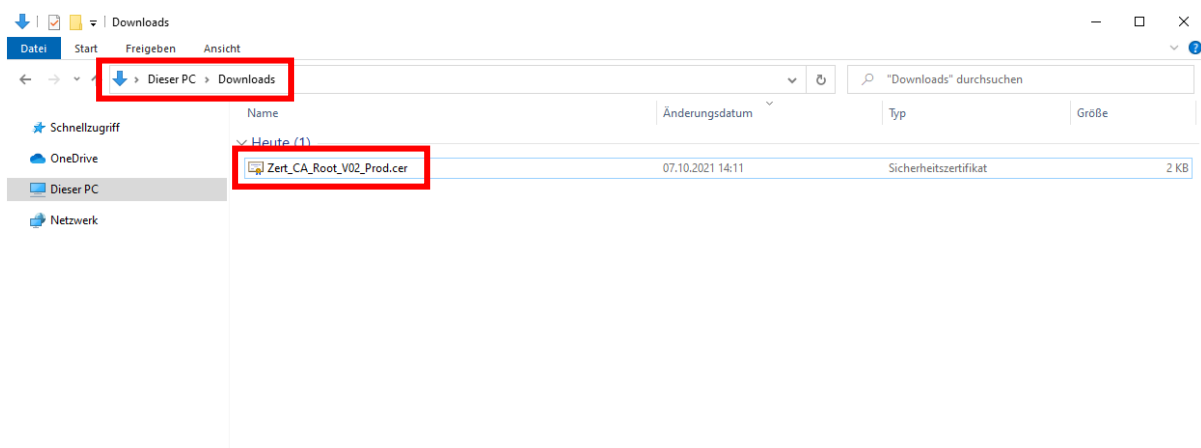 Downloads
Datei Start Freigeben Ansicht
Dieser PC Downloads "Downloads" durchsuchen
Name Änderungsdatum Typ Größe
Schnellzugriff
Heute (1)
OneDrive
Zert_CA_Root_V02_Prod.cer 07.10.2021 14:11 Sicherheitszertifikat 2 KB
Dieser PC
Netzwerk